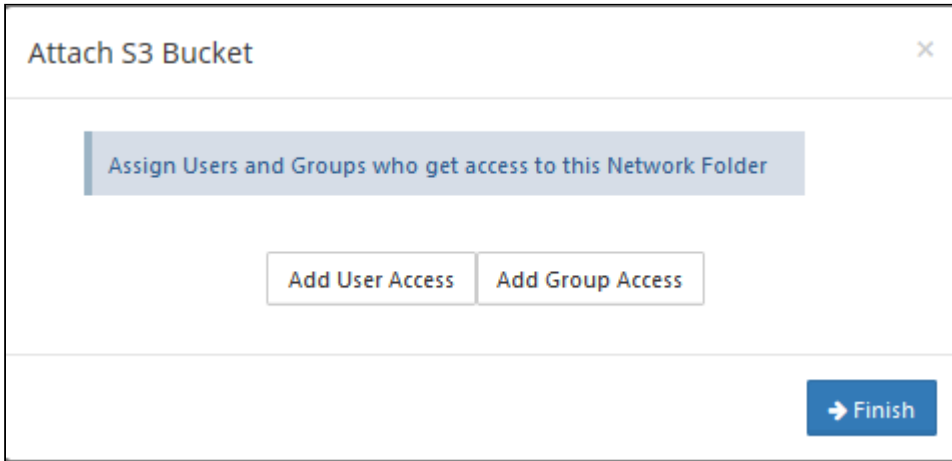 Attach S3 Bucket
Assign Users and Groups who get access to this Network Folder
Add User Access Add Group Access
Finish